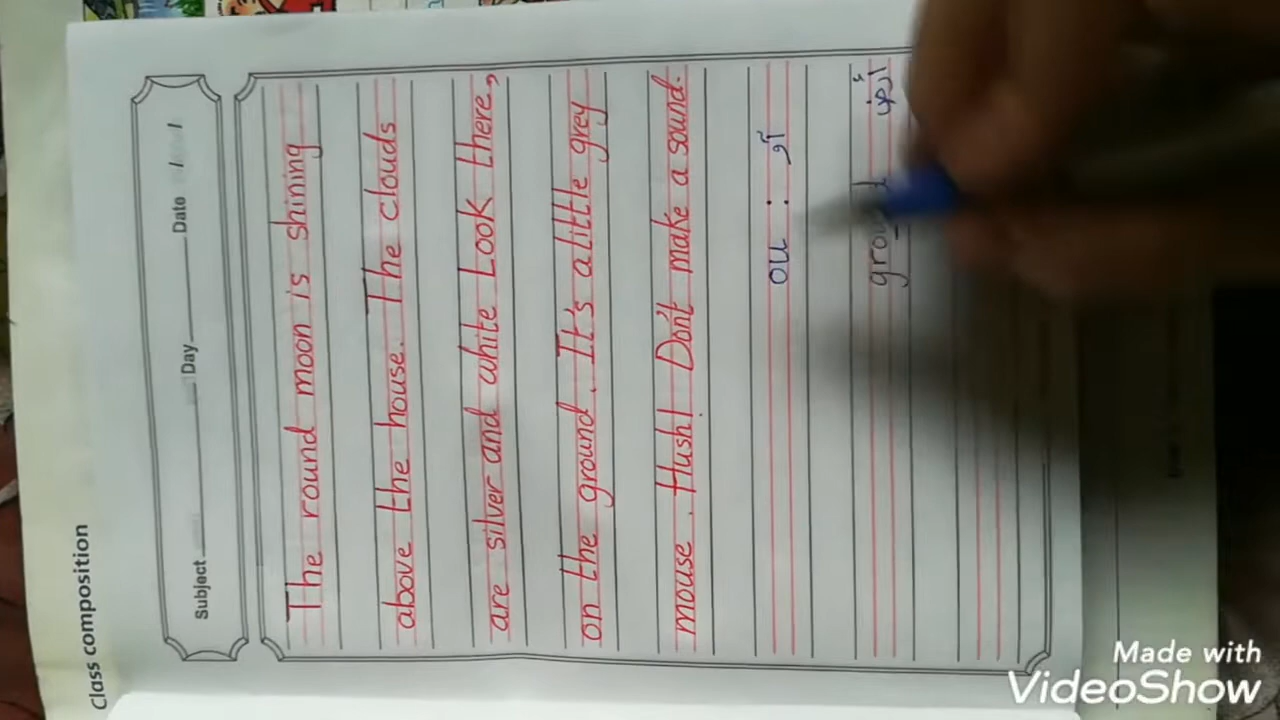 Class composition
Subject Day Date / /
The round moon is shining
above the house. The clouds
are silver and white Look there,
on the ground. It's a little grey
mouse. Hush! Don't make a sound.
ou : آو
ground أرض
Made with
VideoShow